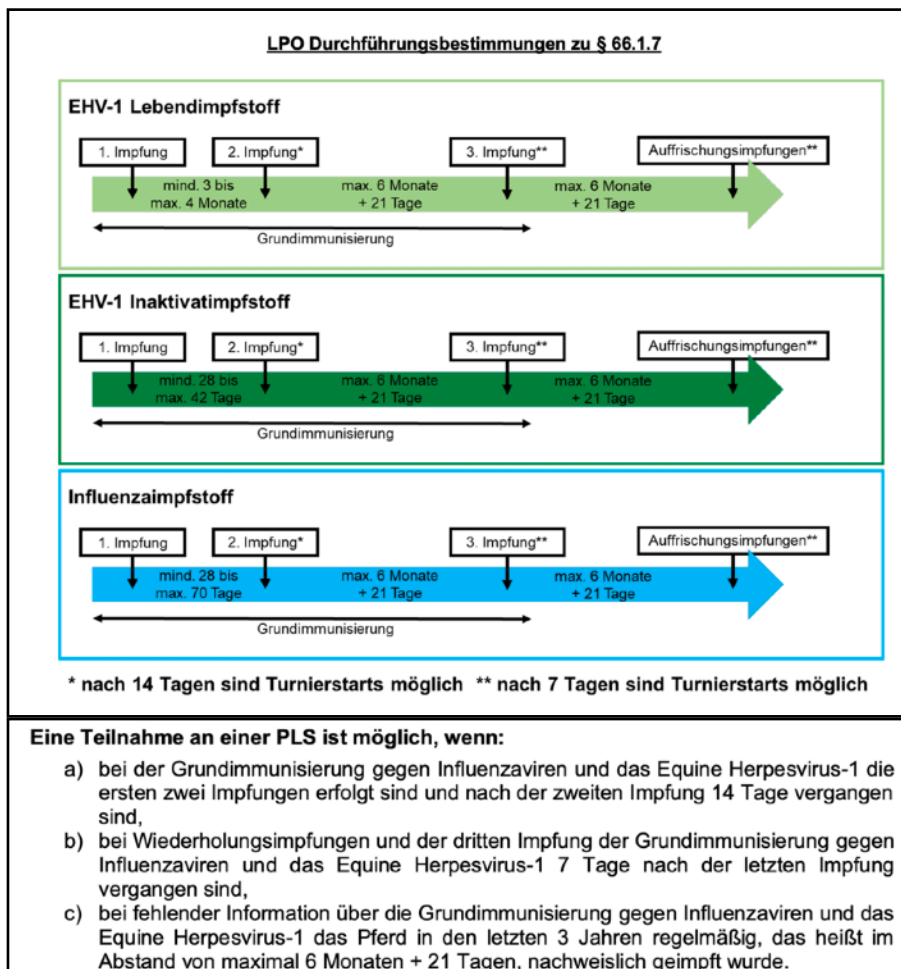 LPO Durchführungsbestimmungen zu § 66.1.7
EHV-1 Lebendimpfstoff
1. Impfung
2. Impfung*
3. Impfung**
Auffrischungsimpfungen**
mind. 3 bis
max. 4 Monate
max. 6 Monate
+ 21 Tage
max. 6 Monate
+ 21 Tage
Grundimmunisierung
EHV-1 Inaktivatimpfstoff
1. Impfung
2. Impfung*
3. Impfung**
Auffrischungsimpfungen**
mind. 28 bis
max. 42 Tage
max. 6 Monate
+ 21 Tage
max. 6 Monate
+ 21 Tage
Grundimmunisierung
Influenzaimpfstoff
1. Impfung
2. Impfung*
3. Impfung**
Auffrischungsimpfungen**
mind. 28 bis
max. 70 Tage
max. 6 Monate
+ 21 Tage
max. 6 Monate
+ 21 Tage
Grundimmunisierung
* nach 14 Tagen sind Turnierstarts möglich ** nach 7 Tagen sind Turnierstarts möglich
Eine Teilnahme an einer PLS ist möglich, wenn:
a) bei der Grundimmunisierung gegen Influenzaviren und das Equine Herpesvirus-1 die
ersten zwei Impfungen erfolgt sind und nach der zweiten Impfung 14 Tage vergangen
sind,
b) bei Wiederholungsimpfungen und der dritten Impfung der Grundimmunisierung gegen
Influenzaviren und das Equine Herpesvirus-1 7 Tage nach der letzten Impfung
vergangen sind,
c) bei fehlender Information über die Grundimmunisierung gegen Influenzaviren und das
Equine Herpesvirus-1 das Pferd in den letzten 3 Jahren regelmäßig, das heißt im
Abstand von maximal 6 Monaten + 21 Tagen, nachweislich geimpft wurde.